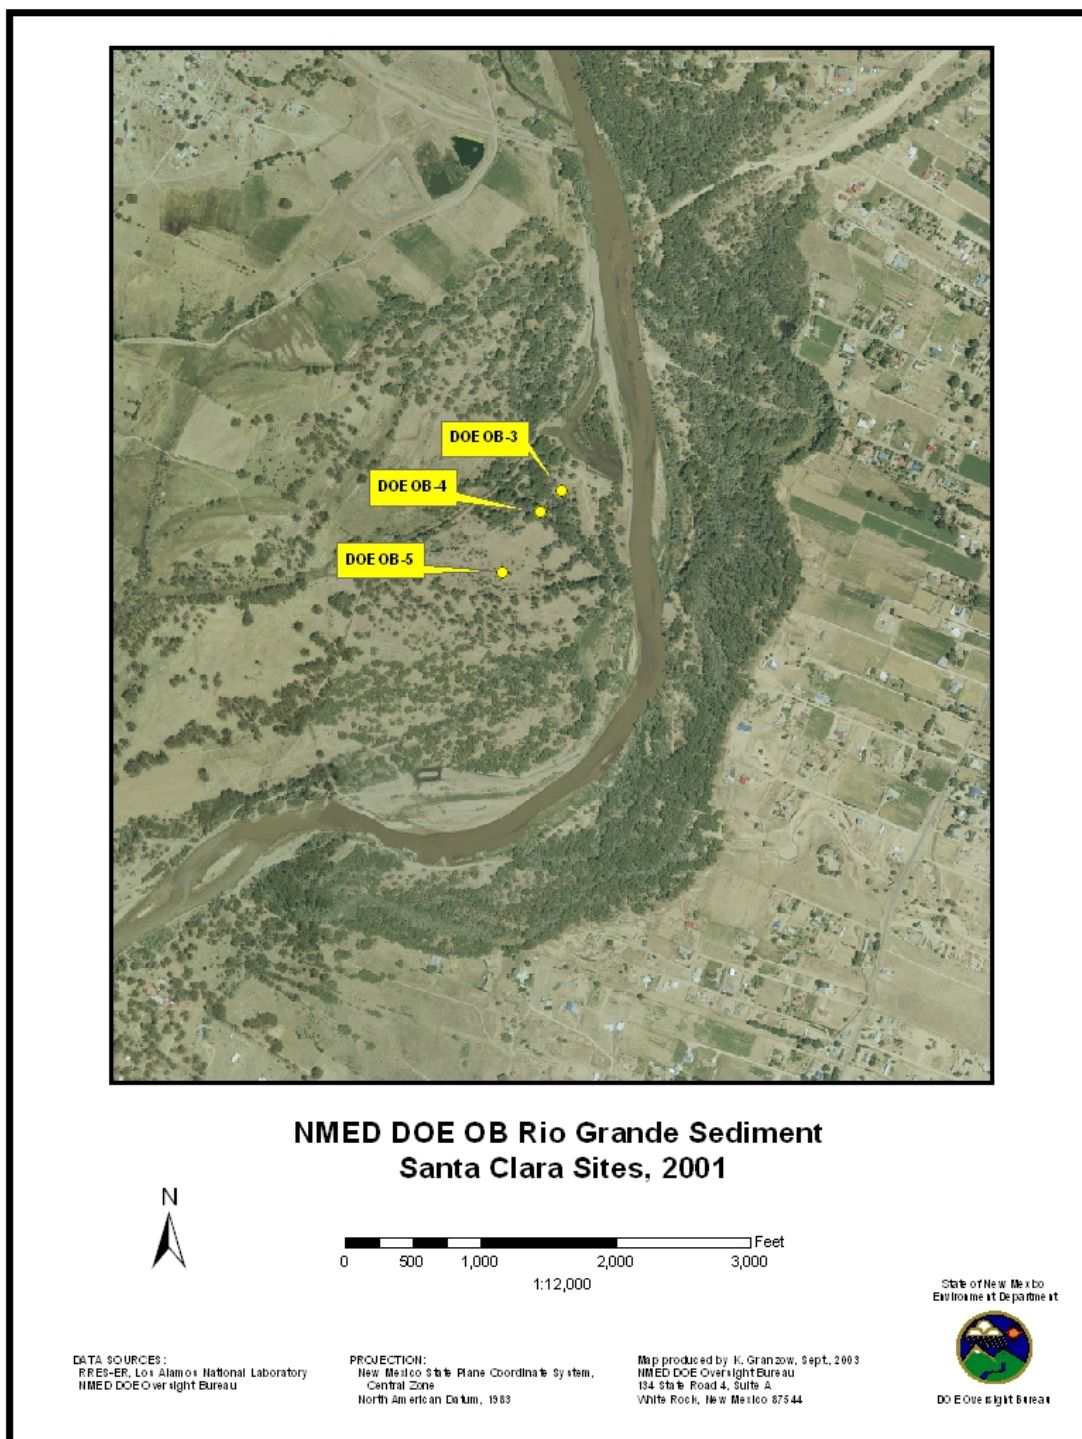 DOE OB-3
DOE OB-4
DOE OB-5
NMED DOE OB Rio Grande Sediment
Santa Clara Sites, 2001
N
Feet
0 500 1,000 2,000 3,000
1:12,000
State of New Mexico
Environment Department
DATA SOURCES:
RRES-ER, Los Alamos National Laboratory
NMED DOE Oversight Bureau
PROJECTION:
New Mexico State Plane Coordinate System,
Central Zone
North American Datum, 1983
Map produced by K. Granzow, Sept., 2003
NMED DOE Oversight Bureau
134 State Road 4, Suite A
White Rock, New Mexico 87544
DOE Oversight Bureau